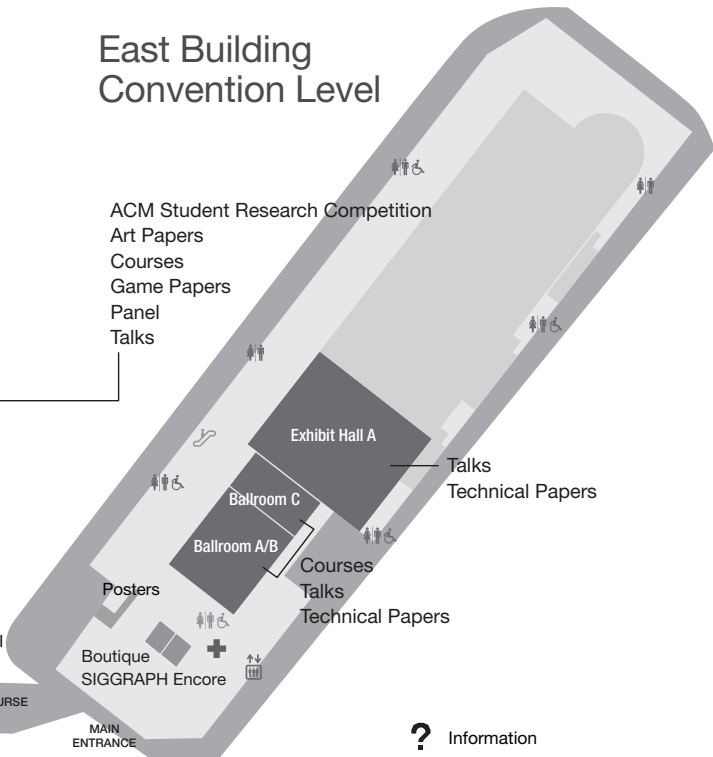 East Building
Convention Level
ACM Student Research Competition
Art Papers
Courses
Game Papers
Panel
Talks
Exhibit Hall A
Talks
Technical Papers
Ballroom C
Ballroom A/B
Courses
Talks
Technical Papers
Posters
Boutique
SIGGRAPH Encore
MAIN
ENTRANCE
? Information